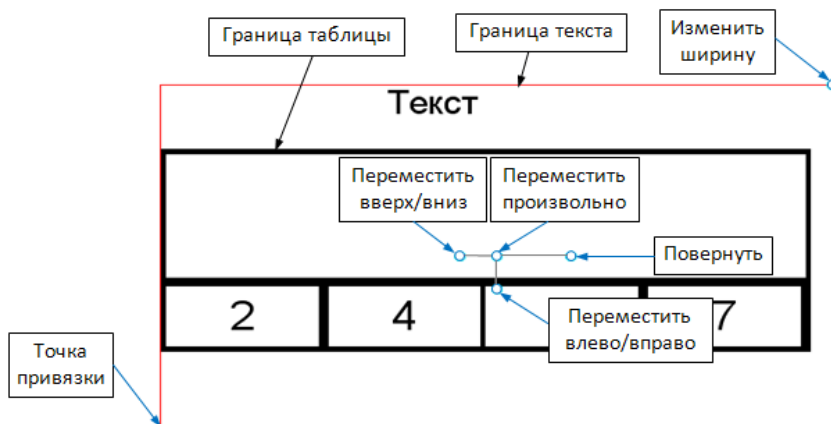 Граница таблицы
Граница текста
Изменить
ширину
Текст
Переместить
вверх/вниз
Переместить
произвольно
Повернуть
2
4
7
Переместить
влево/вправо
Точка
привязки